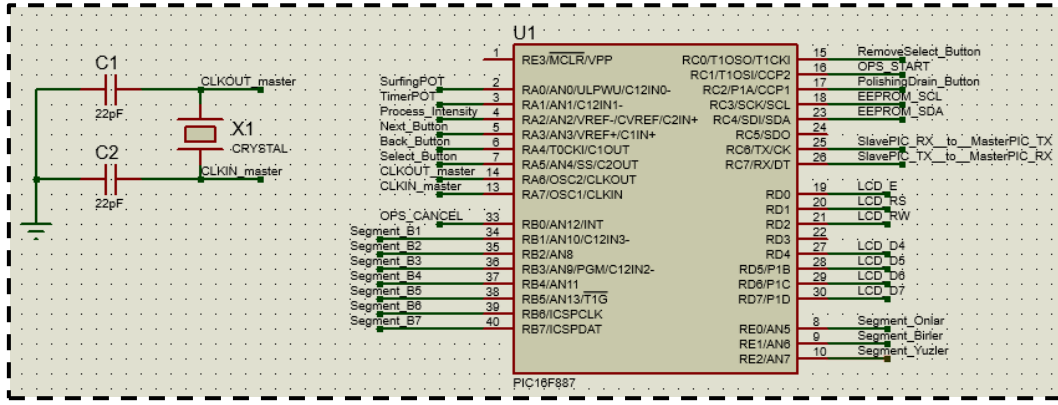 C1
22pF
CLKOUT_master
X1
CRYSTAL
C2
22pF
CLKIN_master
U1
1 RE3/MCLR/VPP
SurfingPOT 2 RA0/AN0/ULPWU/C12IN0-
TimerPOT 3 RA1/AN1/C12IN1-
Process_Intensity 4 RA2/AN2/VREF-/CVREF/C2IN+
Next_Button 5 RA3/AN3/VREF+/C1IN+
Back_Button 6 RA4/T0CKI/C1OUT
Select_Button 7 RA5/AN4/SS/C2OUT
CLKOUT_master 14 RA6/OSC2/CLKOUT
CLKIN_master 13 RA7/OSC1/CLKIN
OPS_CANCEL 33 RB0/AN12/INT
Segment_B1 34 RB1/AN10/C12IN3-
Segment_B2 35 RB2/AN8
Segment_B3 36 RB3/AN9/PGM/C12IN2-
Segment_B4 37 RB4/AN11
Segment_B5 38 RB5/AN13/T1G
Segment_B6 39 RB6/ICSPCLK
Segment_B7 40 RB7/ICSPDAT
RC0/T1OSO/T1CKI 15 RemoveSelect_Button
RC1/T1OSI/CCP2 16 OPS_START
RC2/P1A/CCP1 17 PolishingDrain_Button
RC3/SCK/SCL 18 EEPROM_SCL
RC4/SDI/SDA 23 EEPROM_SDA
RC5/SDO 24
RC6/TX/CK 25 SlavePIC_RX__to__MasterPIC_TX
RC7/RX/DT 26 SlavePIC_TX__to__MasterPIC_RX
RD0 19 LCD_E
RD1 20 LCD_RS
RD2 21 LCD_RW
RD3 22
RD4 27 LCD_D4
RD5/P1B 28 LCD_D5
RD6/P1C 29 LCD_D6
RD7/P1D 30 LCD_D7
RE0/AN5 8 Segment_Onlar
RE1/AN6 9 Segment_Birler
RE2/AN7 10 Segment_Yuzler
PIC16F887